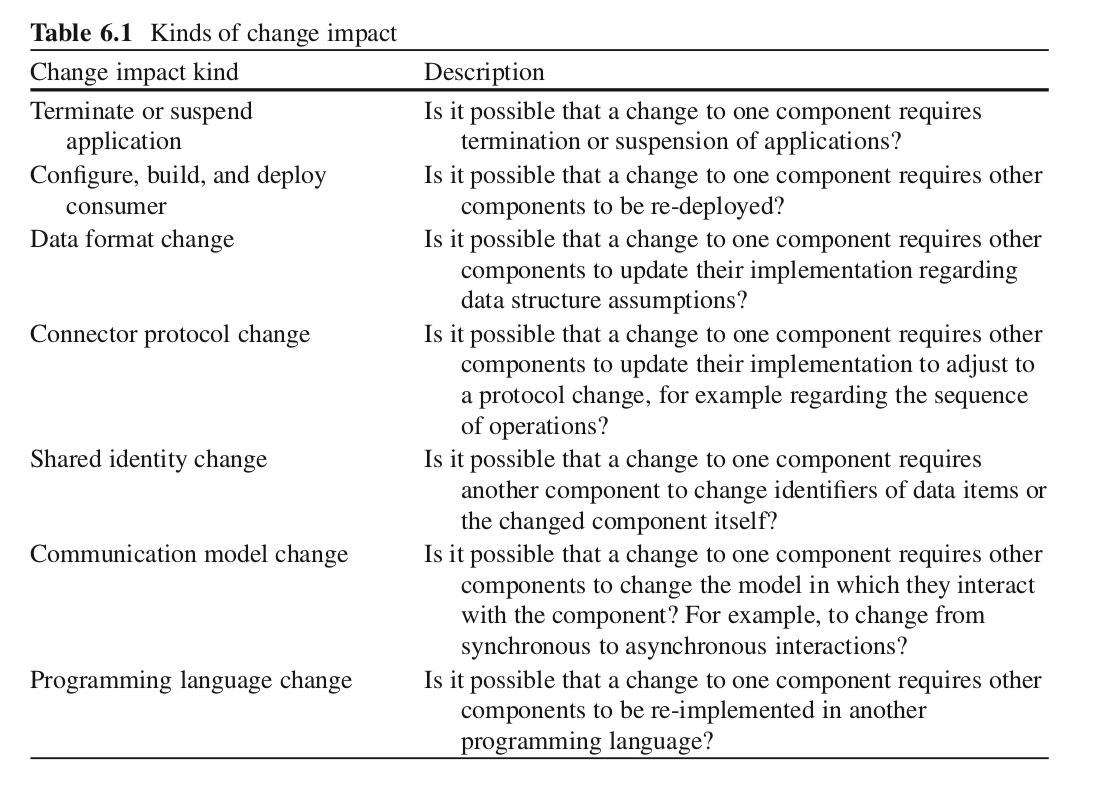 Table 6.1 Kinds of change impact
Change impact kind Description
Terminate or suspend application
Is it possible that a change to one component requires
termination or suspension of applications?
Configure, build, and deploy consumer
Is it possible that a change to one component requires other
components to be re-deployed?
Data format change
Is it possible that a change to one component requires other
components to update their implementation regarding
data structure assumptions?
Connector protocol change
Is it possible that a change to one component requires other
components to update their implementation to adjust to
a protocol change, for example regarding the sequence
of operations?
Shared identity change
Is it possible that a change to one component requires
another component to change identifiers of data items or
the changed component itself?
Communication model change
Is it possible that a change to one component requires other
components to change the model in which they interact
with the component? For example, to change from
synchronous to asynchronous interactions?
Programming language change
Is it possible that a change to one component requires other
components to be re-implemented in another
programming language?